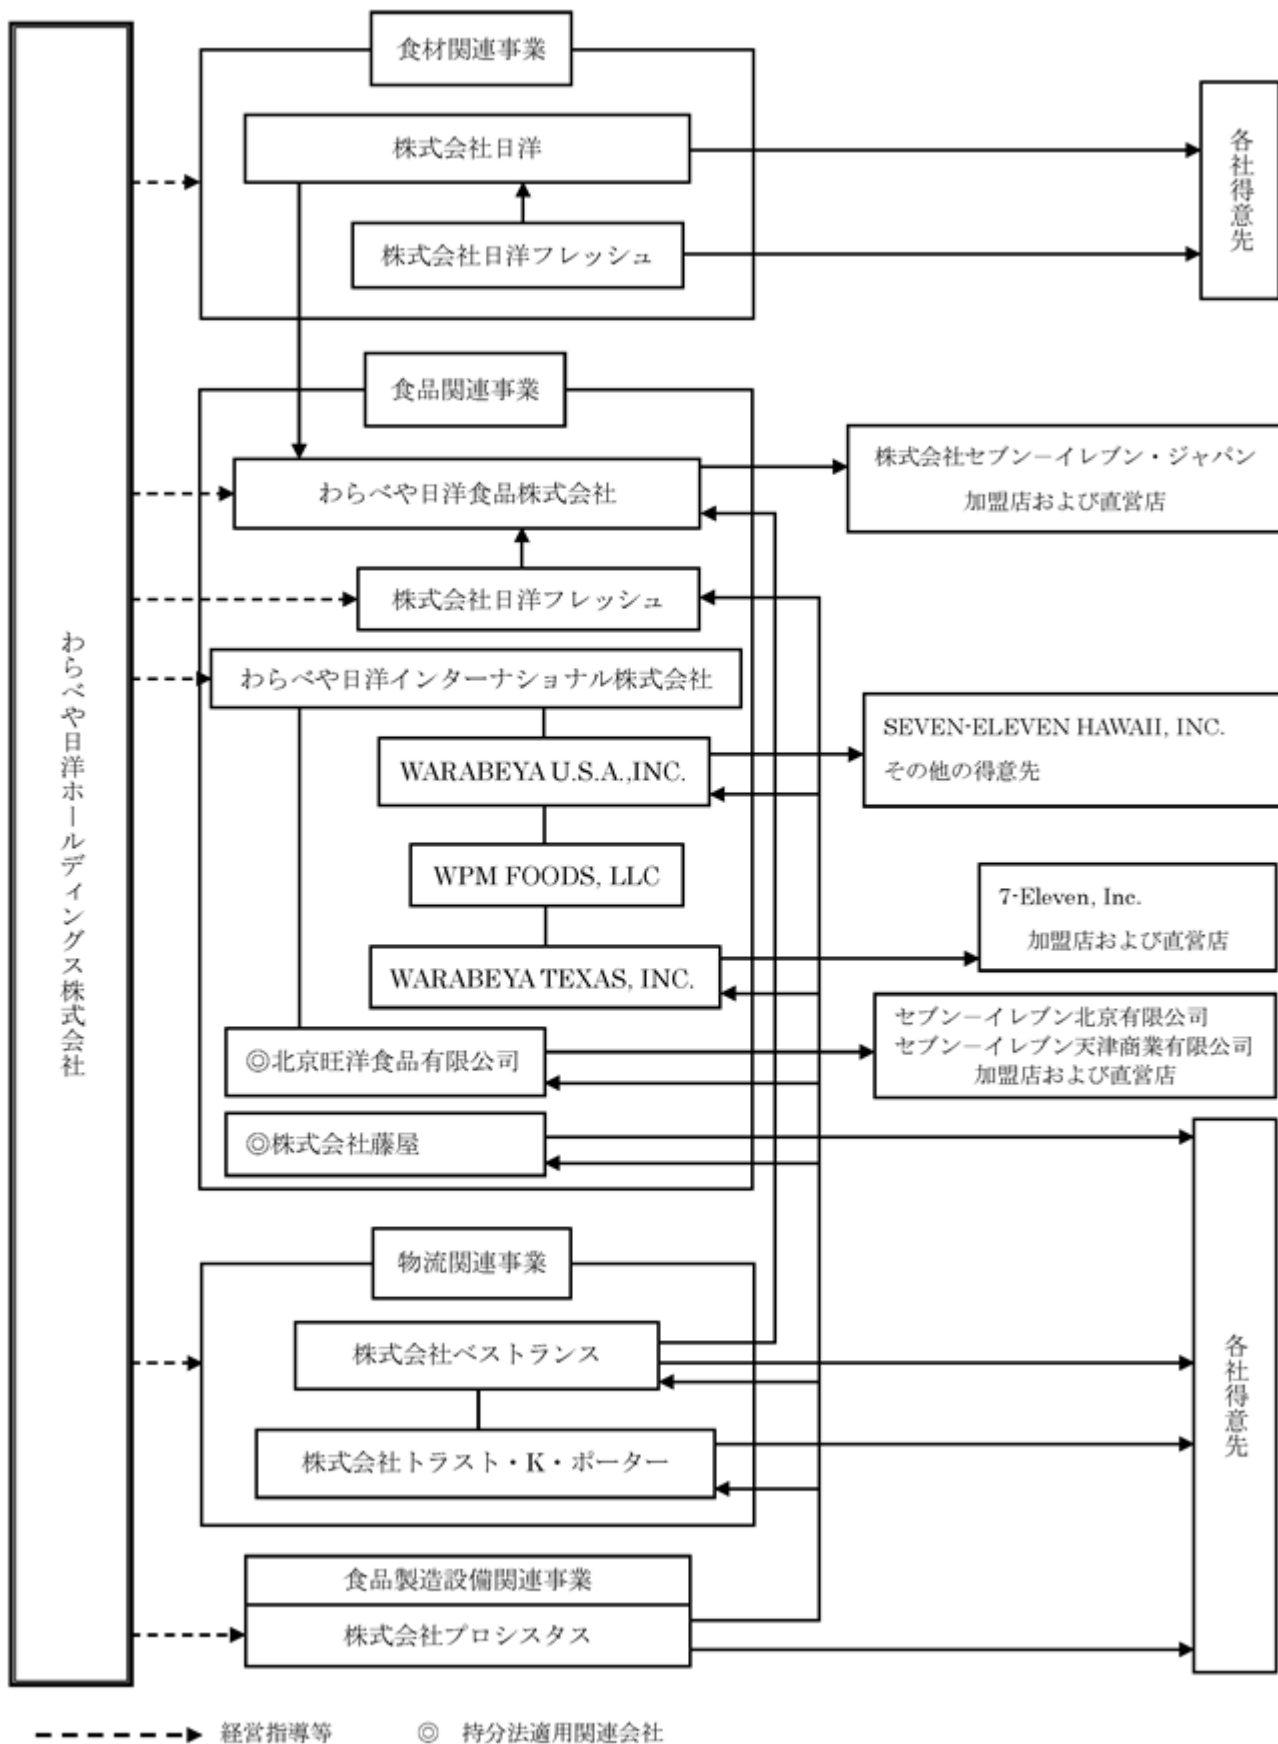 わらべや日洋ホールディングス株式会社
食材関連事業
株式会社日洋
株式会社日洋フレッシュ
各社得意先
食品関連事業
わらべや日洋食品株式会社
株式会社セブン－イレブン・ジャパン
加盟店および直営店
株式会社日洋フレッシュ
わらべや日洋インターナショナル株式会社
WARABEYA U.S.A.,INC.
SEVEN-ELEVEN HAWAII, INC.
その他の得意先
WPM FOODS, LLC
7-Eleven, Inc.
加盟店および直営店
WARABEYA TEXAS, INC.
◎北京旺洋食品有限公司
セブン－イレブン北京有限公司
セブン－イレブン天津商業有限公司
加盟店および直営店
◎株式会社藤屋
物流関連事業
株式会社ベストランス
株式会社トラスト・K・ポーター
各社得意先
食品製造設備関連事業
株式会社プロシスタス
経営指導等 ◎ 持分法適用関連会社